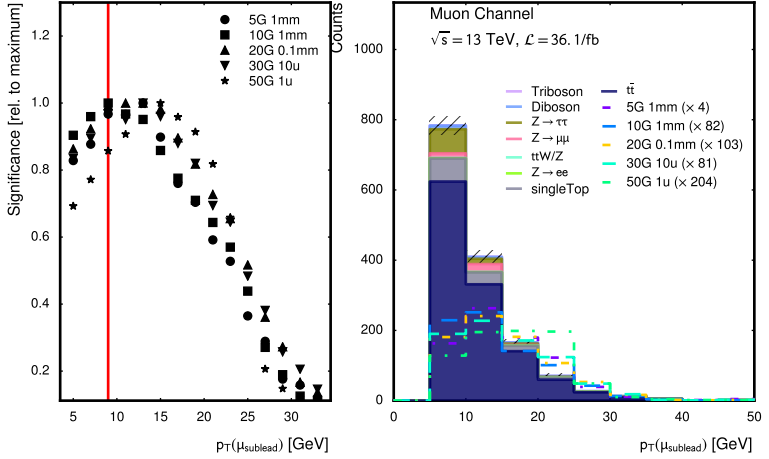 Significance [rel. to maximum]
1.2
1.0
0.8
0.6
0.4
0.2
5G 1mm
10G 1mm
20G 0.1mm
30G 10u
50G 1u
5 10 15 20 25 30
p_T(μ_sublead) [GeV]
Counts
1000
800
600
400
200
0
Muon Channel
√s = 13 TeV, ℒ = 36.1/fb
Triboson
Diboson
Z → ττ
Z → μμ
ttW/Z
Z → ee
singleTop
tt̄
5G 1mm (× 4)
10G 1mm (× 82)
20G 0.1mm (× 103)
30G 10u (× 81)
50G 1u (× 204)
0 10 20 30 40 50
p_T(μ_sublead) [GeV]